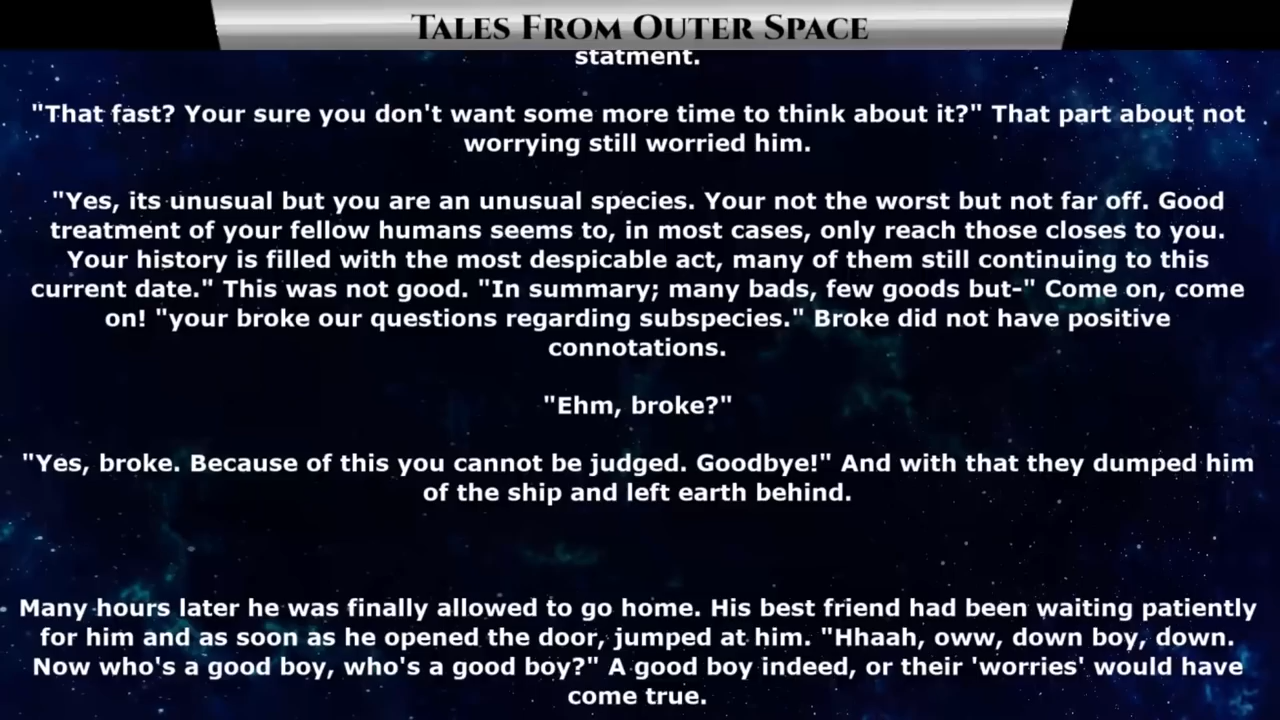 Tales From Outer Space
statment.
"That fast? Your sure you don't want some more time to think about it?" That part about not
worrying still worried him.
"Yes, its unusual but you are an unusual species. Your not the worst but not far off. Good
treatment of your fellow humans seems to, in most cases, only reach those closes to you.
Your history is filled with the most despicable act, many of them still continuing to this
current date." This was not good. "In summary; many bads, few goods but-" Come on, come
on! "your broke our questions regarding subspecies." Broke did not have positive
connotations.
"Ehm, broke?"
"Yes, broke. Because of this you cannot be judged. Goodbye!" And with that they dumped him
of the ship and left earth behind.
Many hours later he was finally allowed to go home. His best friend had been waiting patiently
for him and as soon as he opened the door, jumped at him. "Hhaah, oww, down boy, down.
Now who's a good boy, who's a good boy?" A good boy indeed, or their 'worries' would have
come true.